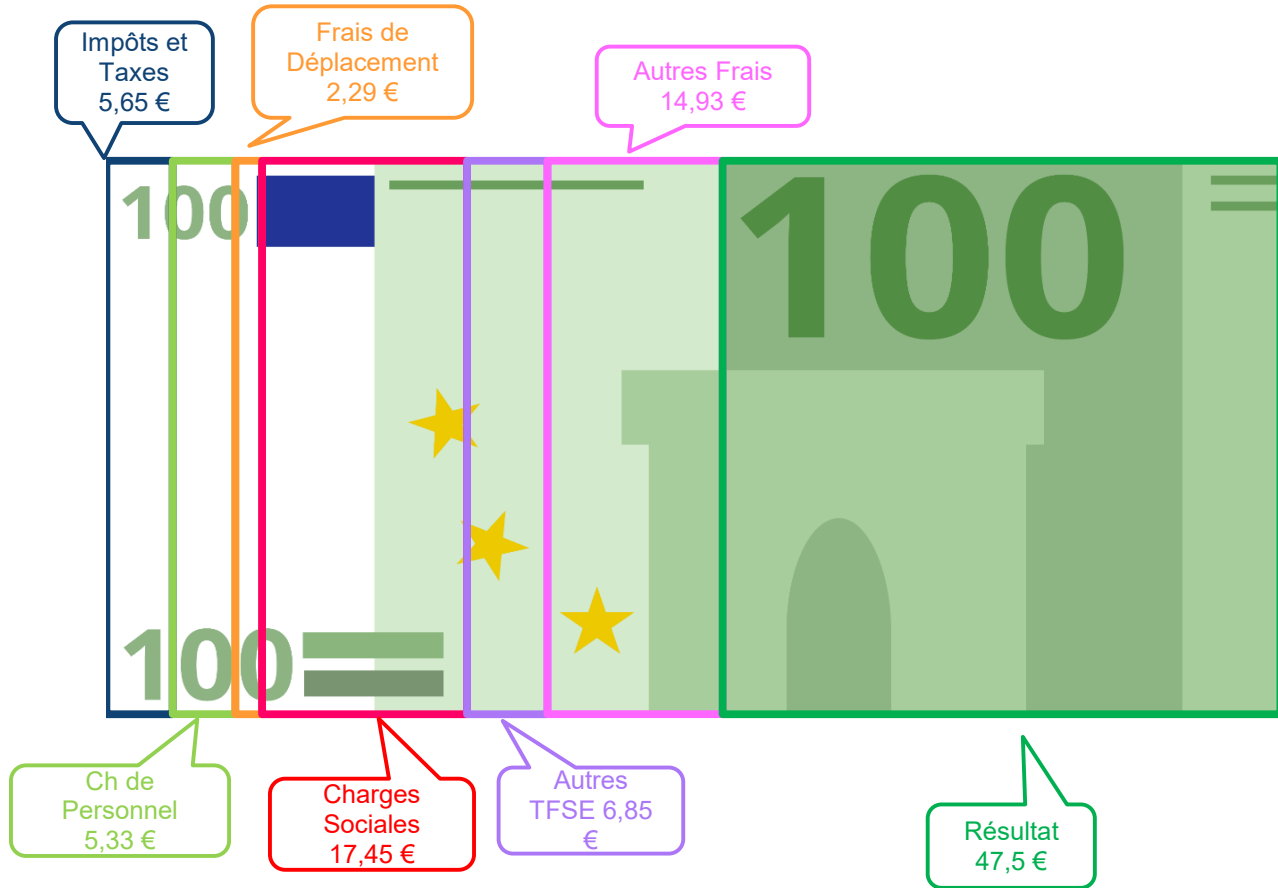 Impôts et
Taxes
5,65 €
Frais de
Déplacement
2,29 €
Autres Frais
14,93 €
100
100
100
Ch de
Personnel
5,33 €
Charges
Sociales
17,45 €
Autres
TFSE 6,85
€
Résultat
47,5 €